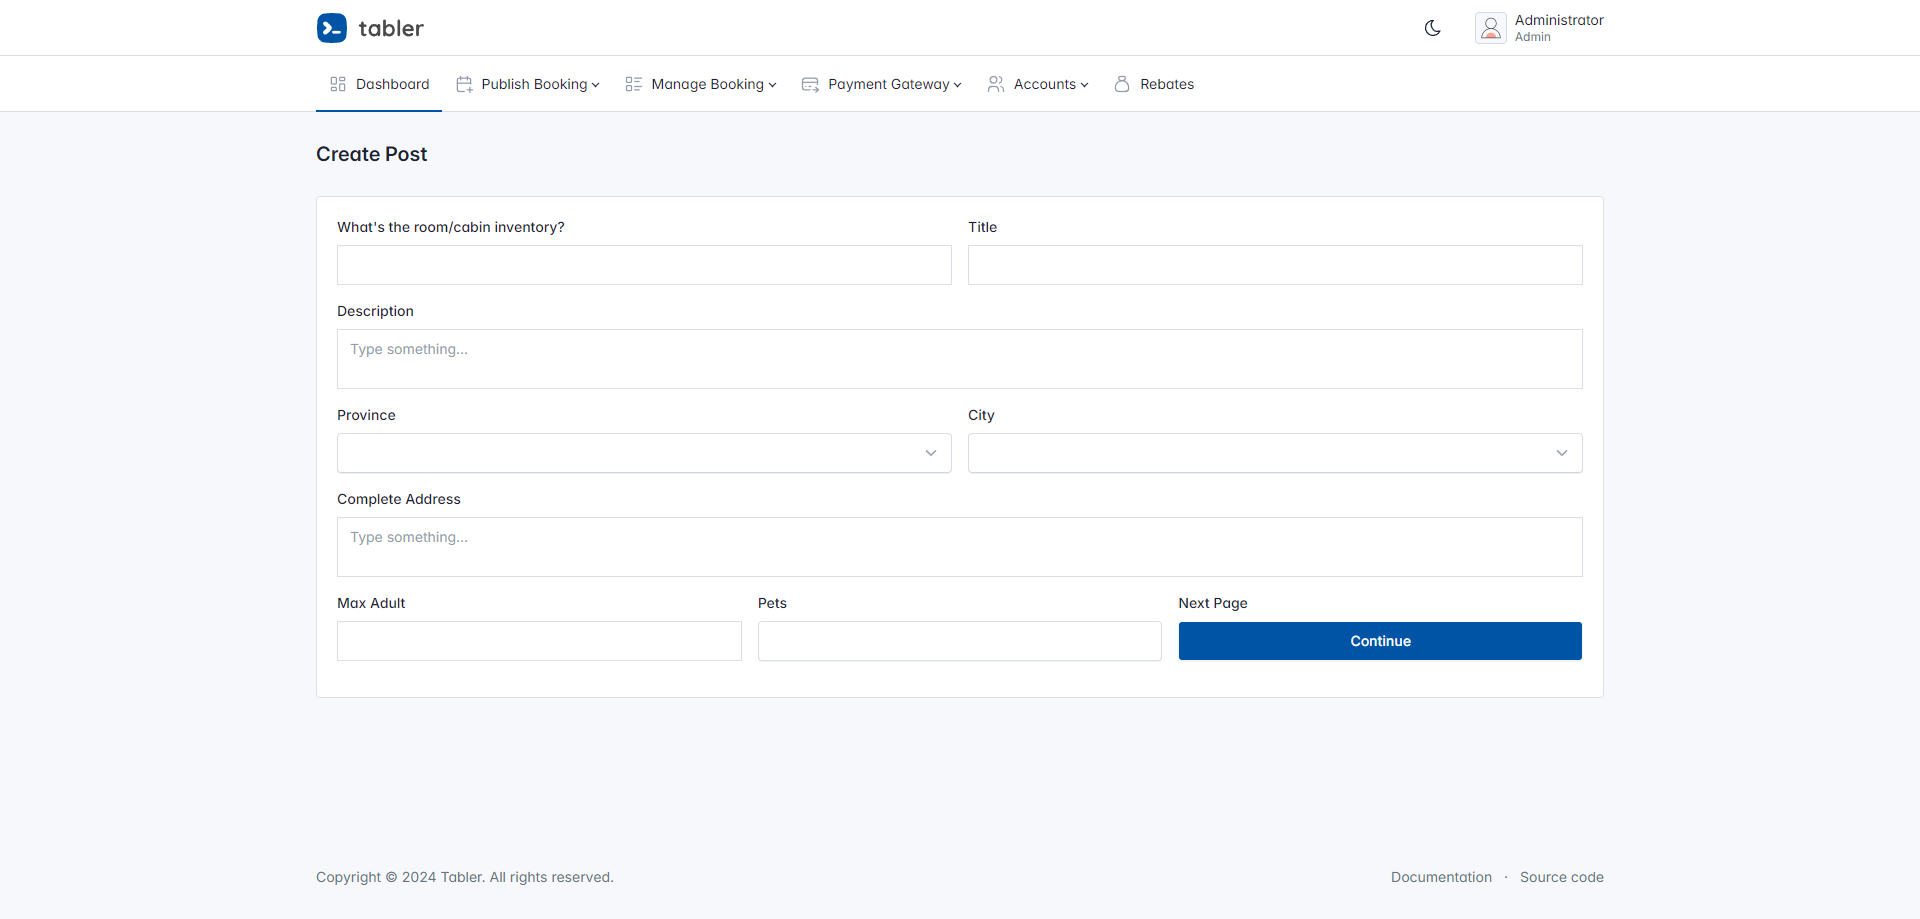 tabler
Administrator
Admin
Dashboard Publish Booking Manage Booking Payment Gateway Accounts Rebates
Create Post
What's the room/cabin inventory? Title
Description
Type something...
Province City
Complete Address
Type something...
Max Adult Pets Next Page
Continue
Copyright © 2024 Tabler. All rights reserved. Documentation · Source code